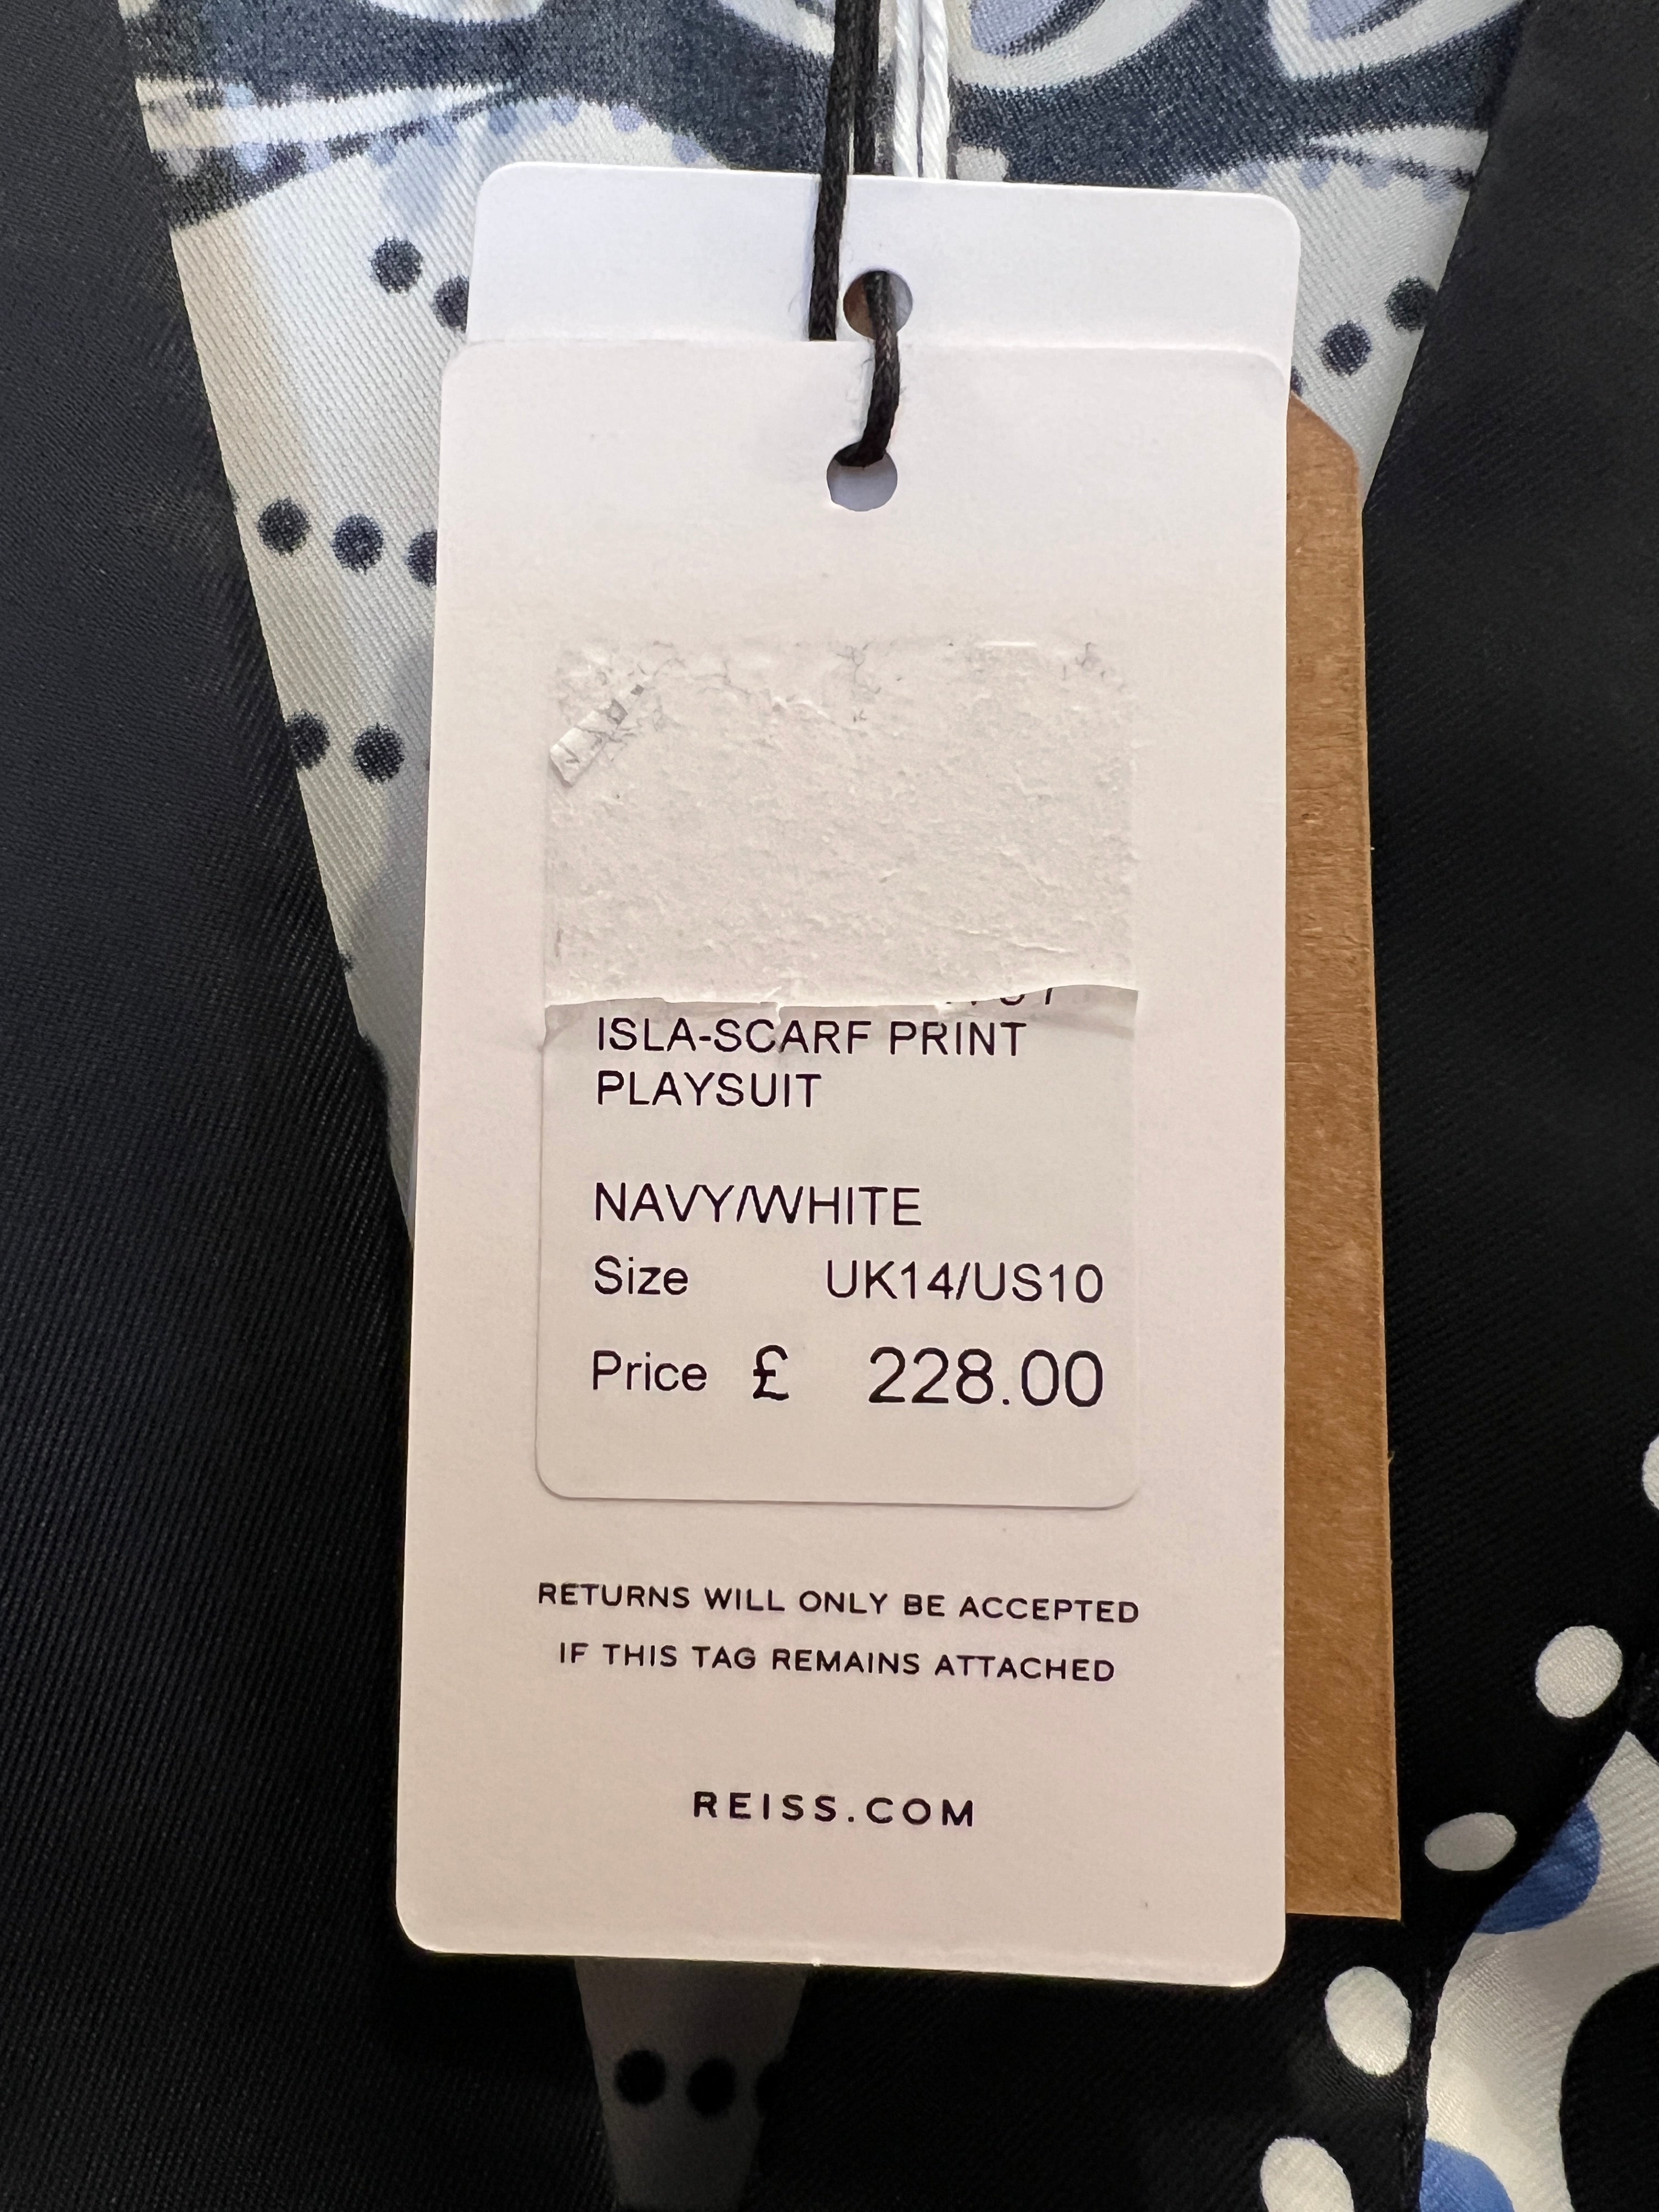 ISLA-SCARF PRINT
PLAYSUIT
NAVY/WHITE
Size UK14/US10
Price £ 228.00
RETURNS WILL ONLY BE ACCEPTED
IF THIS TAG REMAINS ATTACHED
REISS.COM